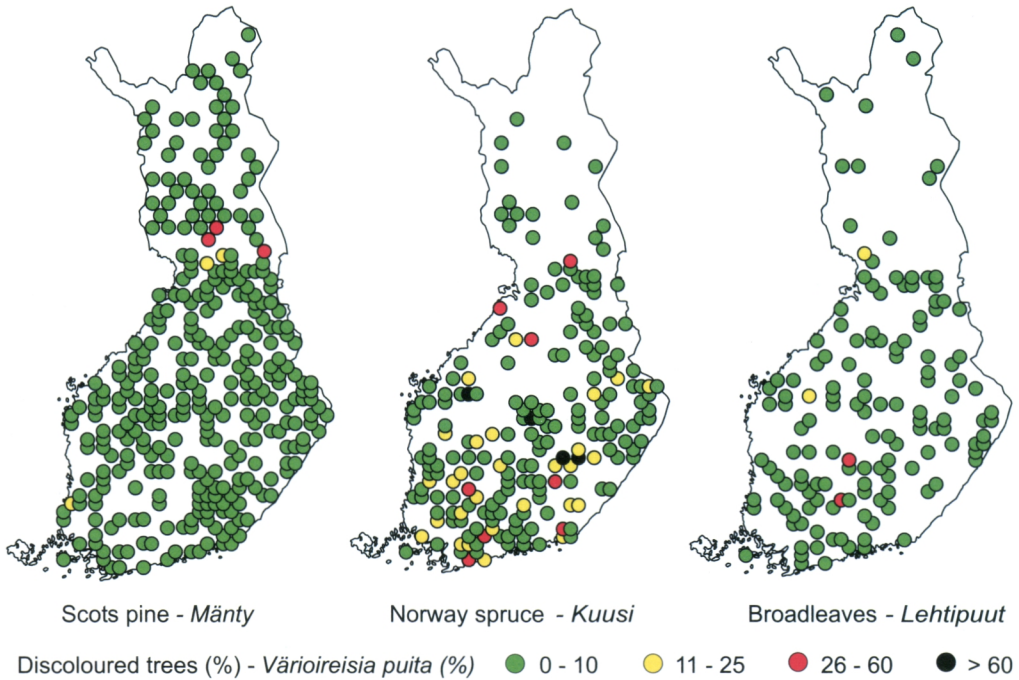 Scots pine - Mänty
Norway spruce - Kuusi
Broadleaves - Lehtipuut
Discoloured trees (%) - Värioireisia puita (%) 0 - 10 11 - 25 26 - 60 > 60